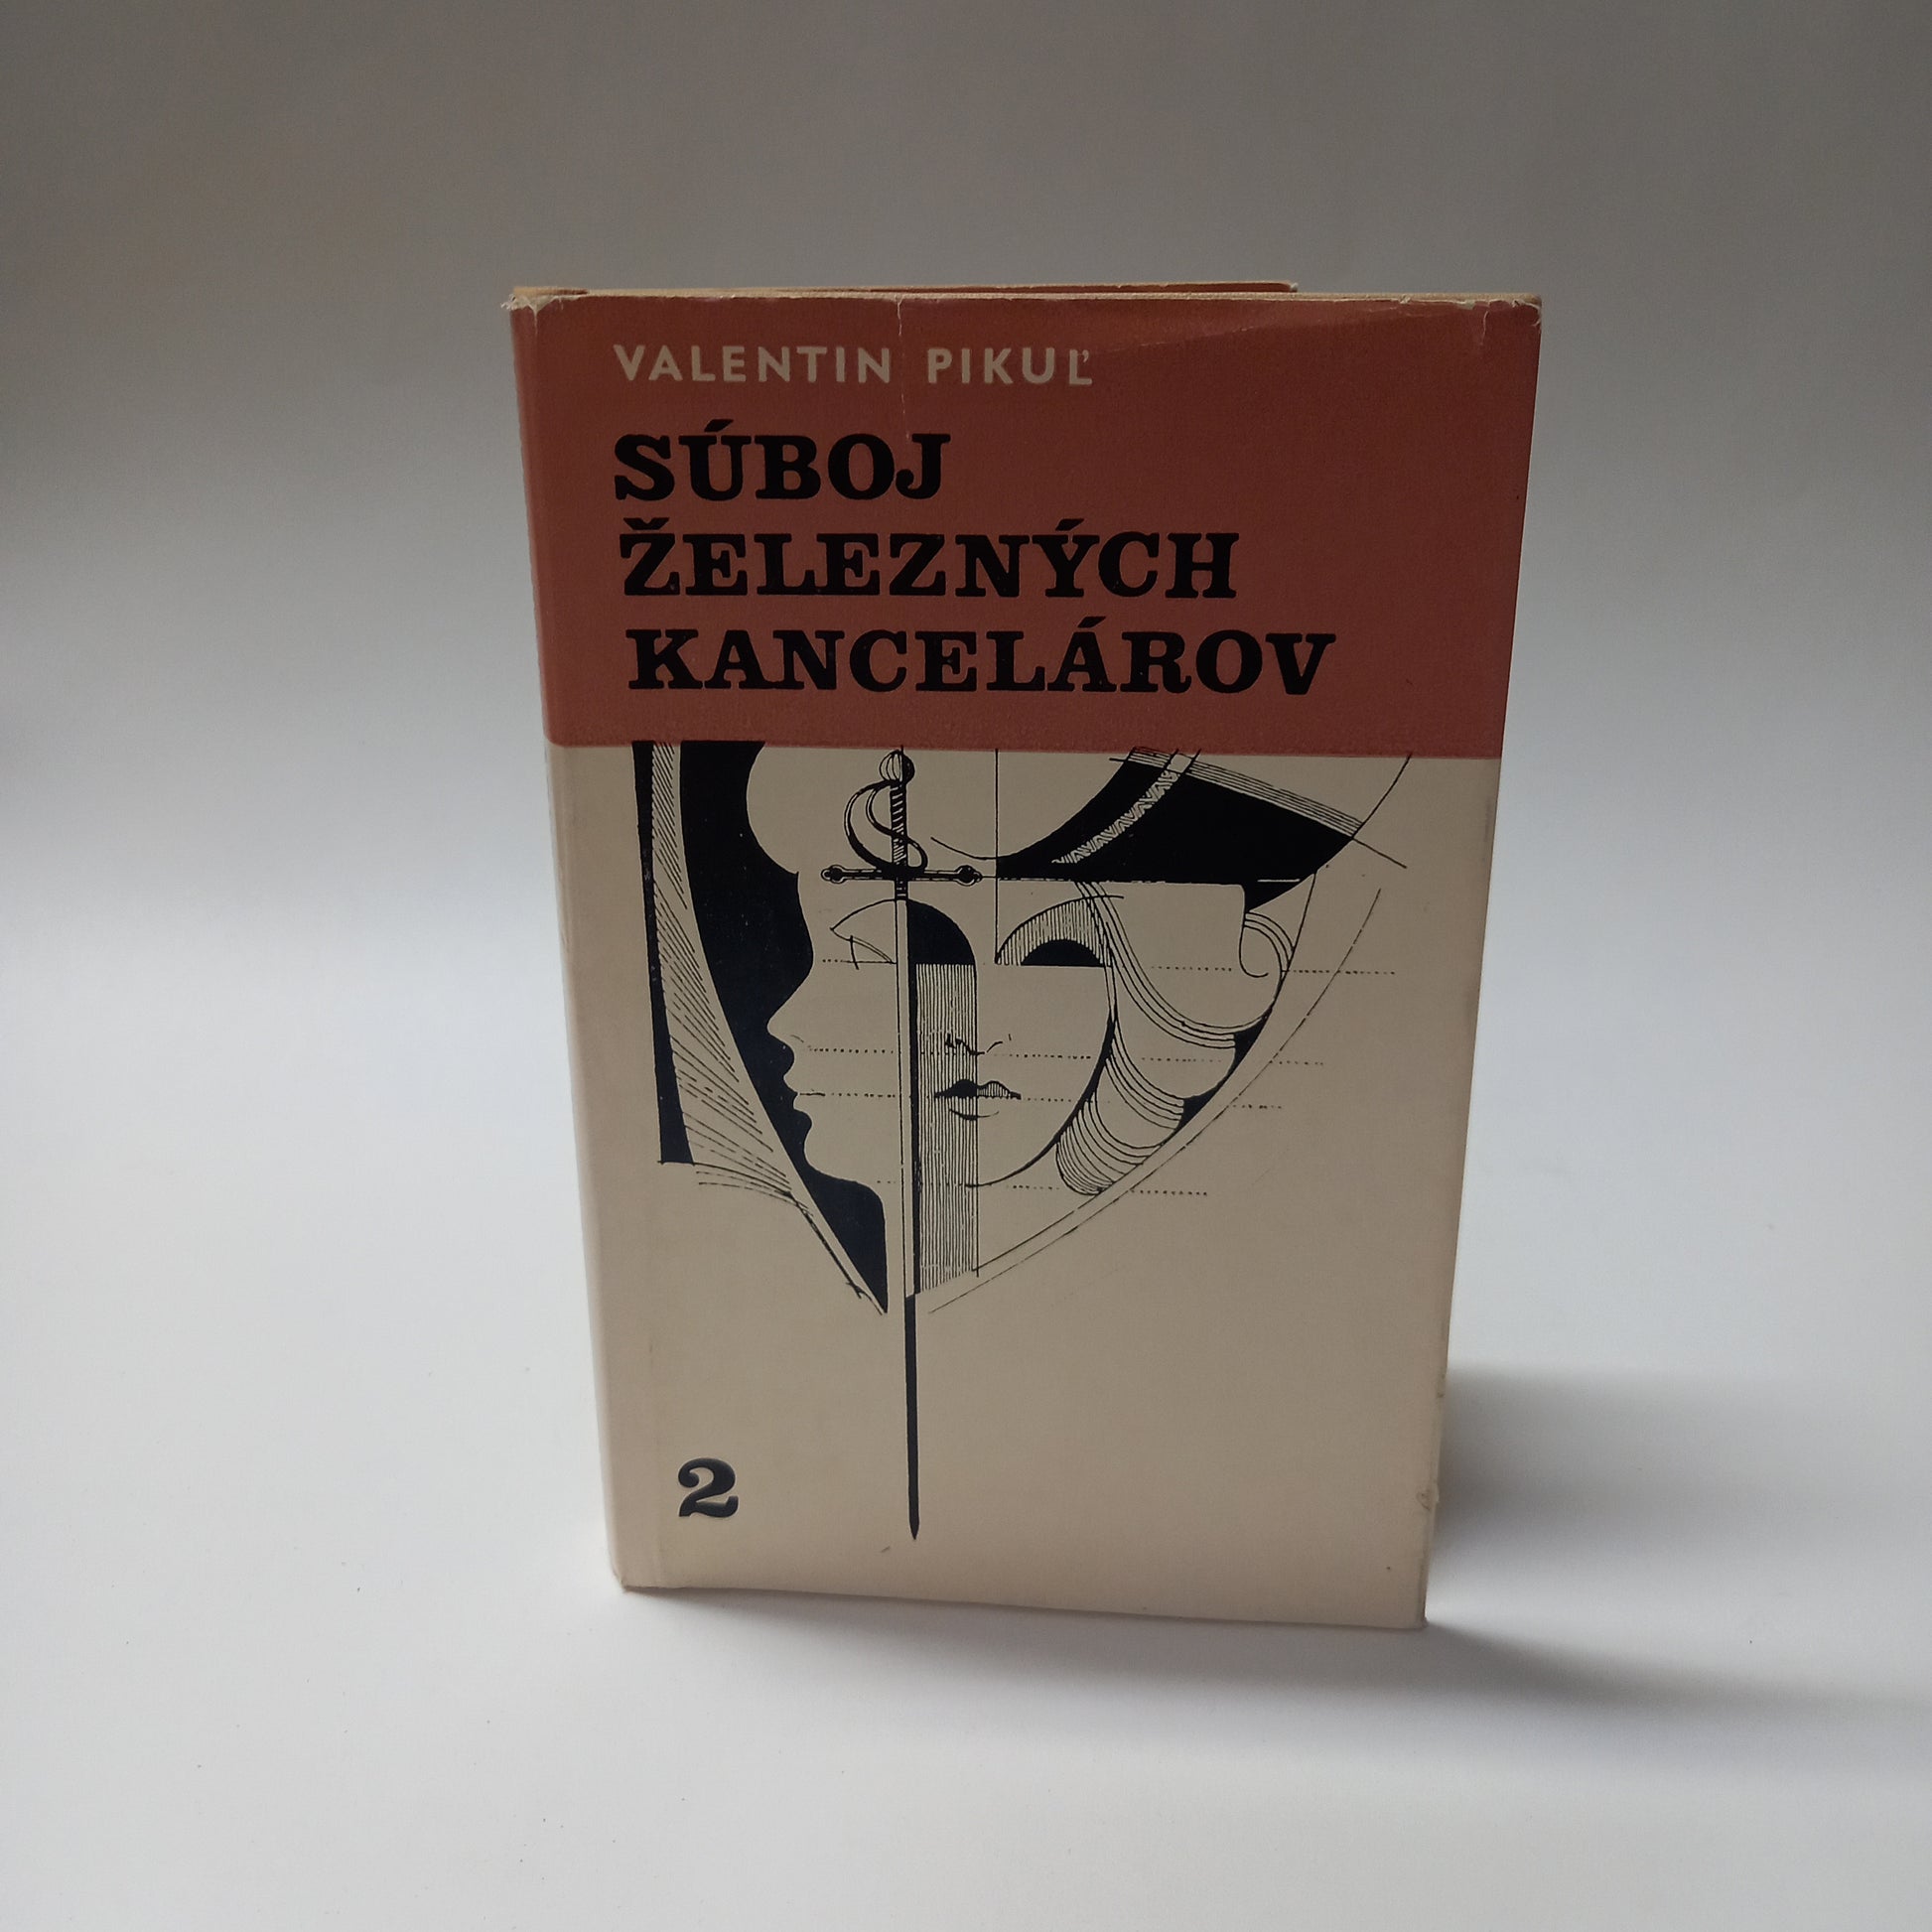 VALENTIN PIKUĽ
SÚBOJ
ŽELEZNÝCH
KANCELÁROV
2